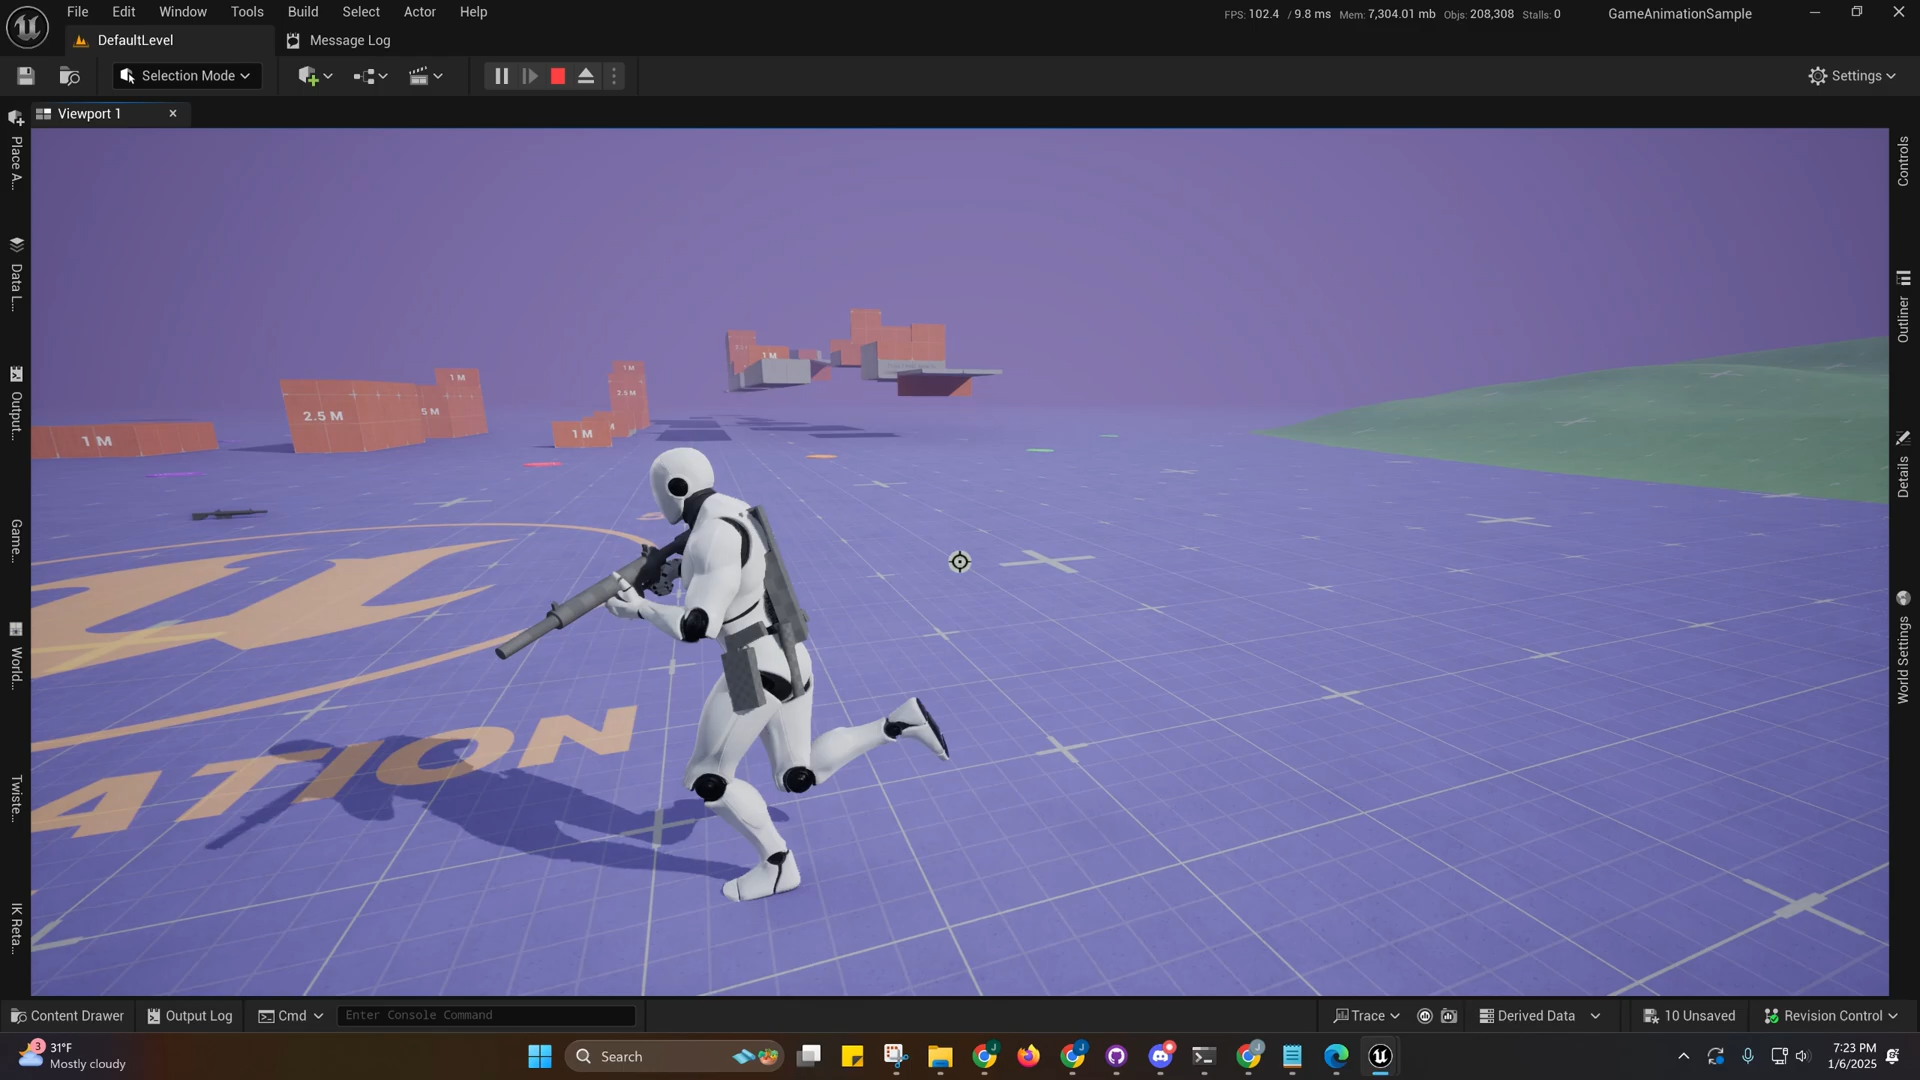 File Edit Window Tools Build Select Actor Help
FPS: 102.4 / 9.8 ms Mem: 7,304.01 mb Objs: 208,308 Stalls: 0
GameAnimationSample
DefaultLevel
Message Log
Selection Mode
Settings
Viewport 1
Place A...
Data L...
Output...
Game...
World...
Twiste...
IK Reta...
Controls
Outliner
Details
World Settings
1 M
2.5 M
5 M
1 M
1 M
1 M
2.5 M
1 M
ATION
Content Drawer
Output Log
Cmd
Enter Console Command
Trace
Derived Data
10 Unsaved
Revision Control
3
31°F
Mostly cloudy
Search
7:23 PM
1/6/2025